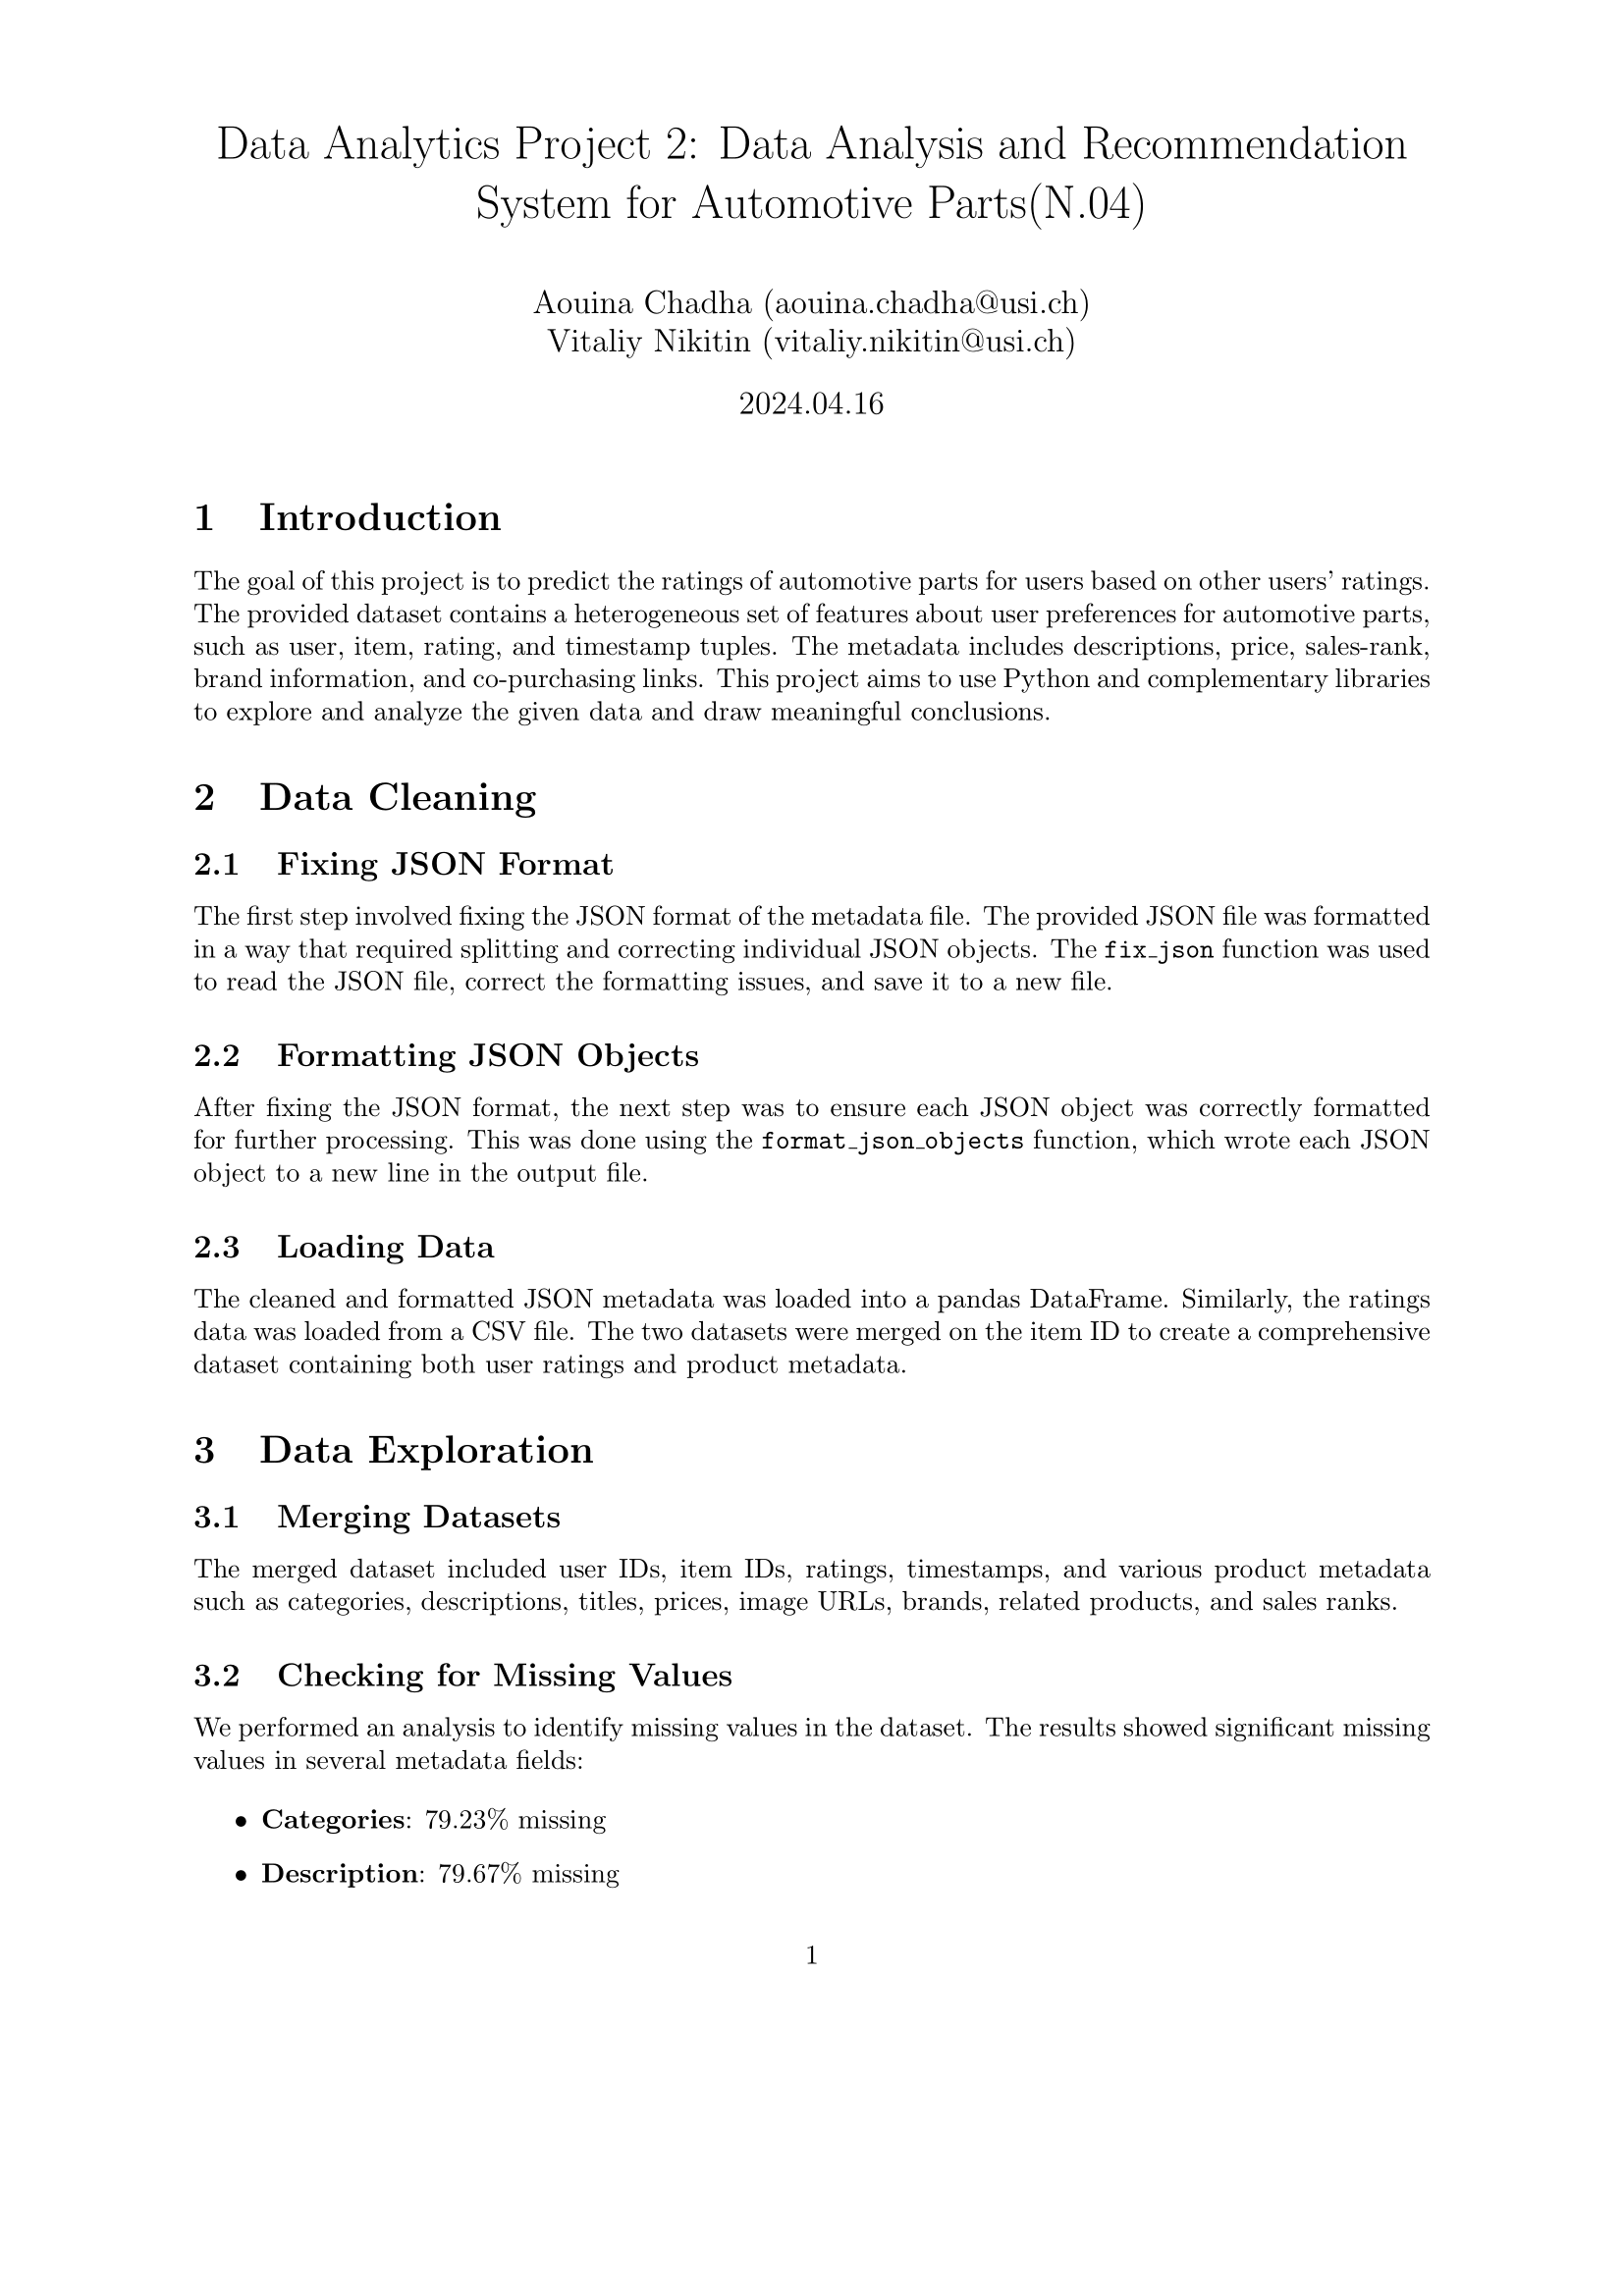 Data Analytics Project 2: Data Analysis and Recommendation
System for Automotive Parts(N.04)
Aouina Chadha (aouina.chadha@usi.ch)
Vitaliy Nikitin (vitaliy.nikitin@usi.ch)
2024.04.16
1 Introduction
The goal of this project is to predict the ratings of automotive parts for users based on other users' ratings.
The provided dataset contains a heterogeneous set of features about user preferences for automotive parts,
such as user, item, rating, and timestamp tuples. The metadata includes descriptions, price, sales-rank,
brand information, and co-purchasing links. This project aims to use Python and complementary libraries
to explore and analyze the given data and draw meaningful conclusions.
2 Data Cleaning
2.1 Fixing JSON Format
The first step involved fixing the JSON format of the metadata file. The provided JSON file was formatted
in a way that required splitting and correcting individual JSON objects. The fix_json function was used
to read the JSON file, correct the formatting issues, and save it to a new file.
2.2 Formatting JSON Objects
After fixing the JSON format, the next step was to ensure each JSON object was correctly formatted
for further processing. This was done using the format_json_objects function, which wrote each JSON
object to a new line in the output file.
2.3 Loading Data
The cleaned and formatted JSON metadata was loaded into a pandas DataFrame. Similarly, the ratings
data was loaded from a CSV file. The two datasets were merged on the item ID to create a comprehensive
dataset containing both user ratings and product metadata.
3 Data Exploration
3.1 Merging Datasets
The merged dataset included user IDs, item IDs, ratings, timestamps, and various product metadata
such as categories, descriptions, titles, prices, image URLs, brands, related products, and sales ranks.
3.2 Checking for Missing Values
We performed an analysis to identify missing values in the dataset. The results showed significant missing
values in several metadata fields:
• Categories: 79.23% missing
• Description: 79.67% missing
1